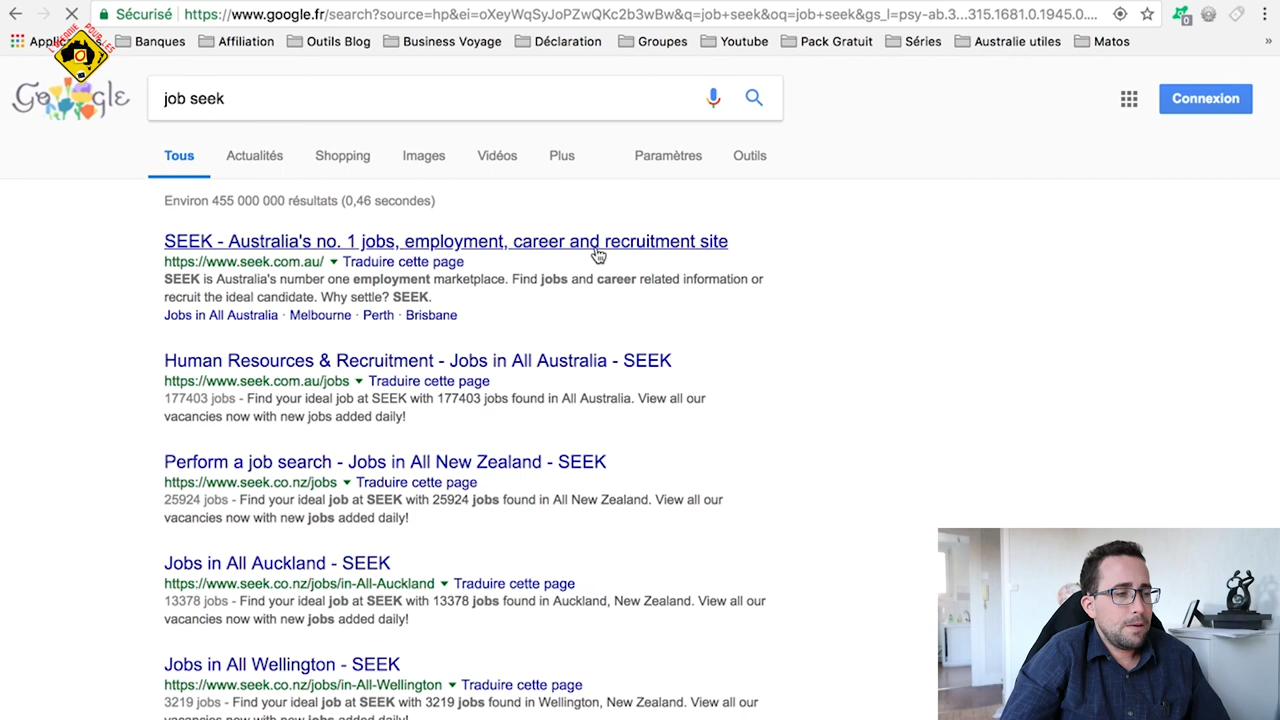 Sécurisé
https://www.google.fr/search?source=hp&ei=oXeyWqSyJoPZwQKc2b3wBw&q=job+seek&oq=job+seek&gs_l=psy-ab.3...315.1681.0.1945.0....
Banques Affiliation Outils Blog Business Voyage Déclaration Groupes Youtube Pack Gratuit Séries Australie utiles Matos »
POUR LES
Google
job seek
Connexion
Tous Actualités Shopping Images Vidéos Plus Paramètres Outils
Environ 455 000 000 résultats (0,46 secondes)
SEEK - Australia's no. 1 jobs, employment, career and recruitment site
https://www.seek.com.au/ Traduire cette page
SEEK is Australia's number one employment marketplace. Find jobs and career related information or
recruit the ideal candidate. Why settle? SEEK.
Jobs in All Australia · Melbourne · Perth · Brisbane
Human Resources & Recruitment - Jobs in All Australia - SEEK
https://www.seek.com.au/jobs Traduire cette page
177403 jobs - Find your ideal job at SEEK with 177403 jobs found in All Australia. View all our
vacancies now with new jobs added daily!
Perform a job search - Jobs in All New Zealand - SEEK
https://www.seek.co.nz/jobs Traduire cette page
25924 jobs - Find your ideal job at SEEK with 25924 jobs found in All New Zealand. View all our
vacancies now with new jobs added daily!
Jobs in All Auckland - SEEK
https://www.seek.co.nz/jobs/in-All-Auckland Traduire cette page
13378 jobs - Find your ideal job at SEEK with 13378 jobs found in Auckland, New Zealand. View all our
vacancies now with new jobs added daily!
Jobs in All Wellington - SEEK
https://www.seek.co.nz/jobs/in-All-Wellington Traduire cette page
3219 jobs - Find your ideal job at SEEK with 3219 jobs found in Wellington, New Zealand. View all our
vacancies now with new jobs added daily!